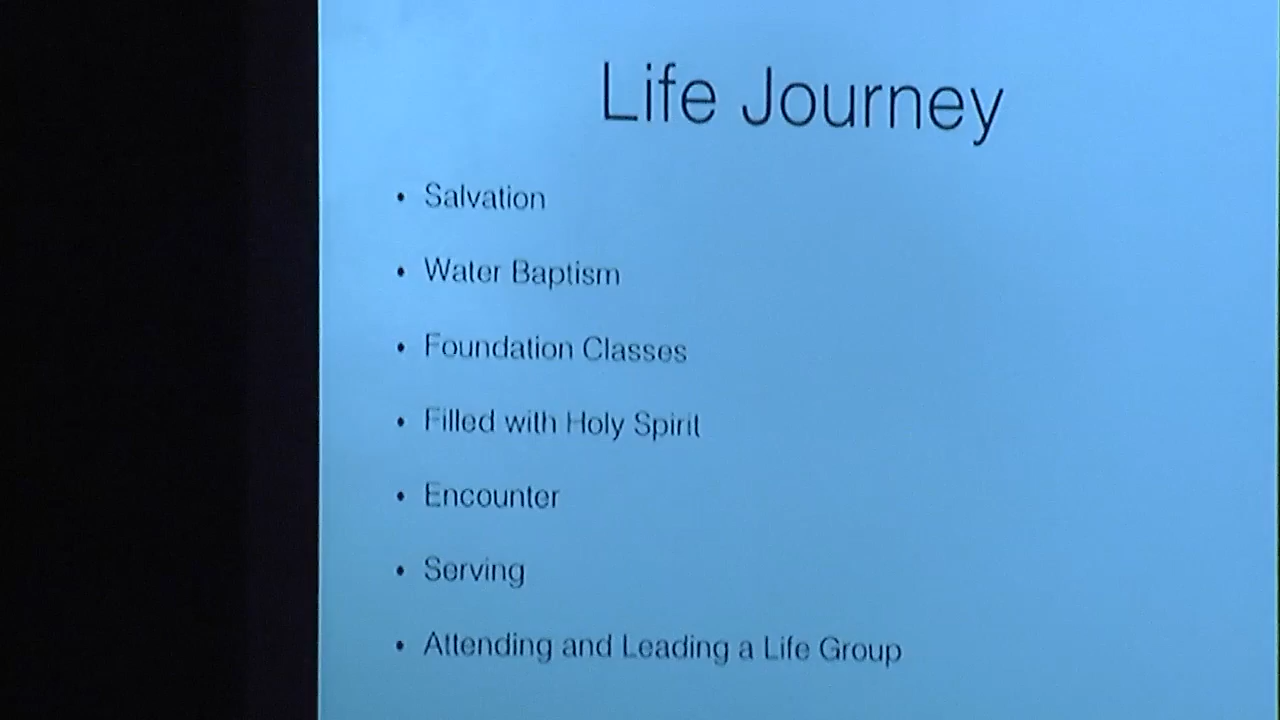 Life Journey
• Salvation
• Water Baptism
• Foundation Classes
• Filled with Holy Spirit
• Encounter
• Serving
• Attending and Leading a Life Group